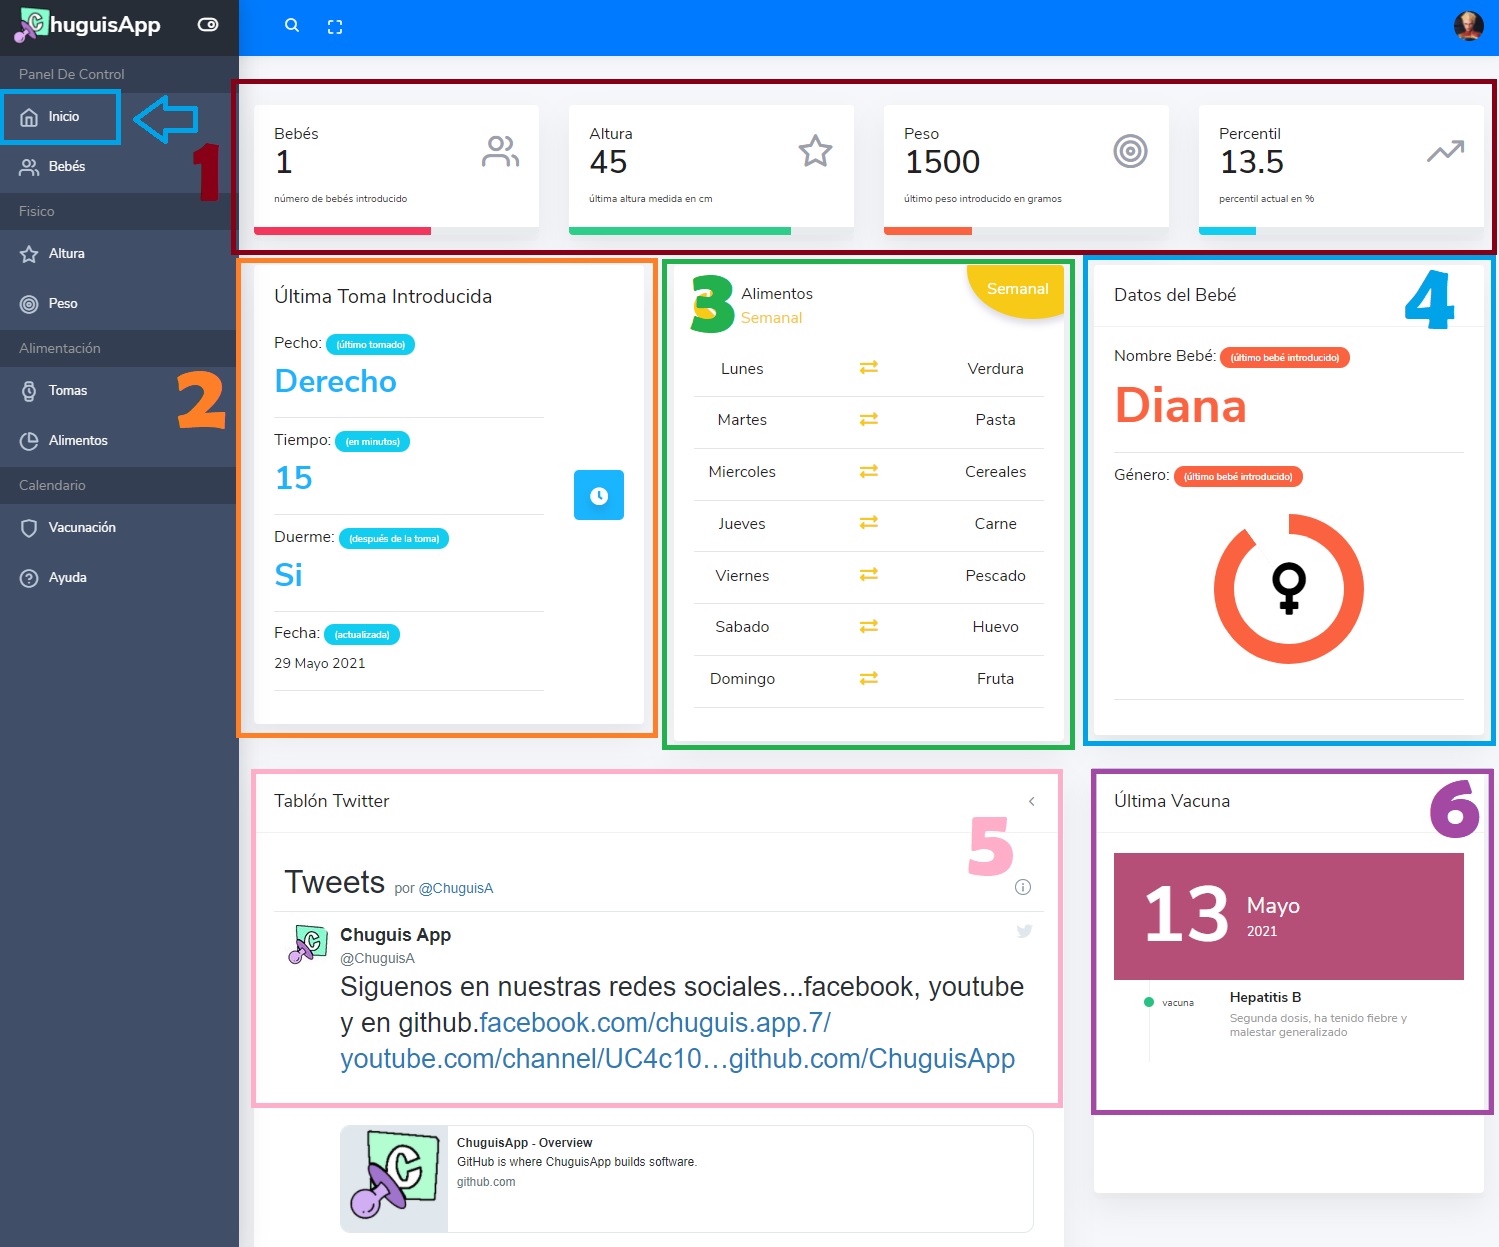 ChuguisApp
Panel De Control
Inicio
1
Bebés
Fisico
Altura
Peso
Alimentación
Tomas
2
Alimentos
Calendario
Vacunación
Ayuda
Bebés
1
número de bebés introducido
Altura
45
última altura medida en cm
Peso
1500
último peso introducido en gramos
Percentil
13.5
percentil actual en %
Última Toma Introducida
Pecho: (último tomado)
Derecho
Tiempo: (en minutos)
15
Duerme: (después de la toma)
Si
Fecha: (actualizada)
29 Mayo 2021
3
Alimentos
Semanal
Semanal
Lunes Verdura
Martes Pasta
Miercoles Cereales
Jueves Carne
Viernes Pescado
Sabado Huevo
Domingo Fruta
Datos del Bebé
4
Nombre Bebé: (último bebé introducido)
Diana
Género: (último bebé introducido)
Tablón Twitter
5
Tweets por @ChuguisA
C
Chuguis App
@ChuguisA
Siguenos en nuestras redes sociales...facebook, youtube
y en github.facebook.com/chuguis.app.7/
youtube.com/channel/UC4c10…github.com/ChuguisApp
C
ChuguisApp - Overview
GitHub is where ChuguisApp builds software.
github.com
Última Vacuna
6
13 Mayo
2021
vacuna
Hepatitis B
Segunda dosis, ha tenido fiebre y
malestar generalizado